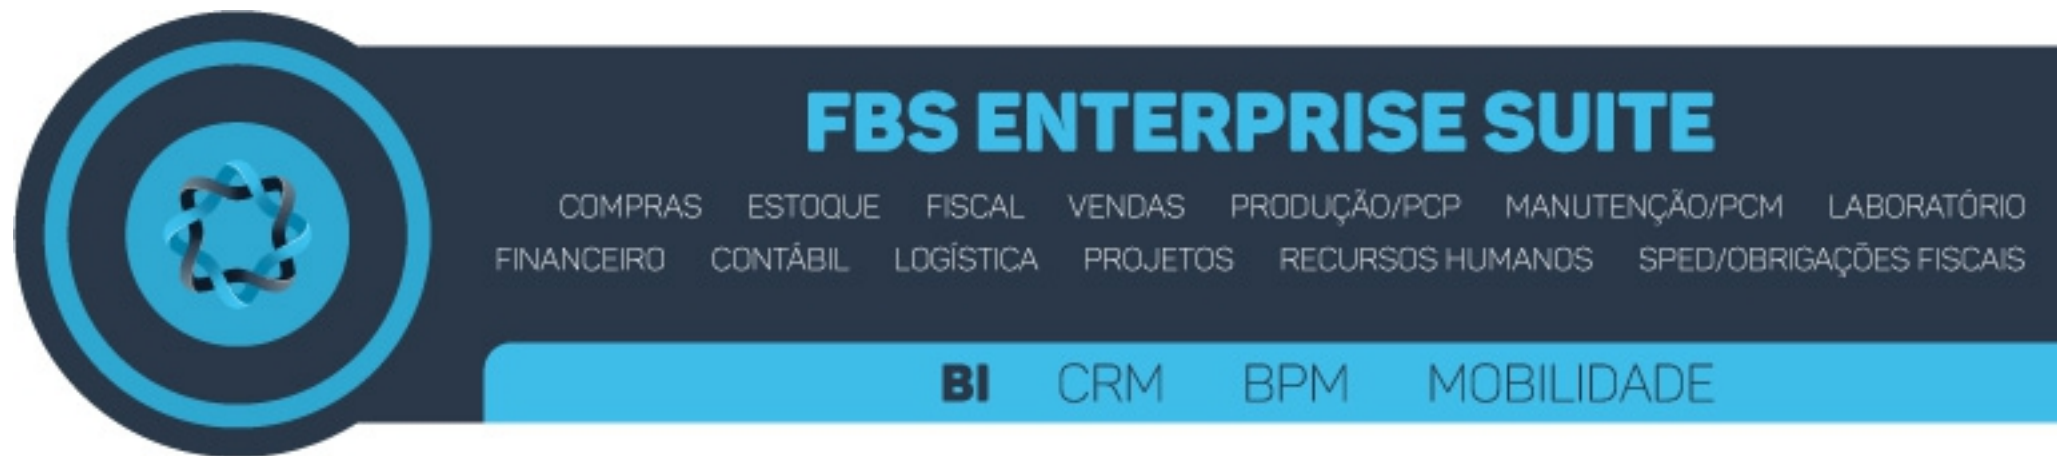 FBS ENTERPRISE SUITE
COMPRAS ESTOQUE FISCAL VENDAS PRODUÇÃO/PCP MANUTENÇÃO/PCM LABORATÓRIO
FINANCEIRO CONTÁBIL LOGÍSTICA PROJETOS RECURSOS HUMANOS SPED/OBRIGAÇÕES FISCAIS
BI CRM BPM MOBILIDADE